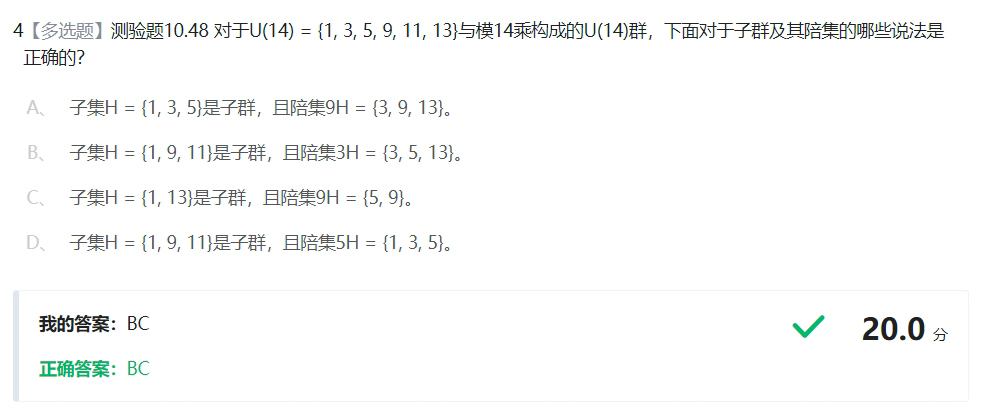 4【多选题】测验题10.48 对于U(14) = {1, 3, 5, 9, 11, 13}与模14乘构成的U(14)群，下面对于子群及其陪集的哪些说法是
正确的？
A、 子集H = {1, 3, 5}是子群，且陪集9H = {3, 9, 13}。
B、 子集H = {1, 9, 11}是子群，且陪集3H = {3, 5, 13}。
C、 子集H = {1, 13}是子群，且陪集9H = {5, 9}。
D、 子集H = {1, 9, 11}是子群，且陪集5H = {1, 3, 5}。
我的答案：BC 20.0 分
正确答案：BC